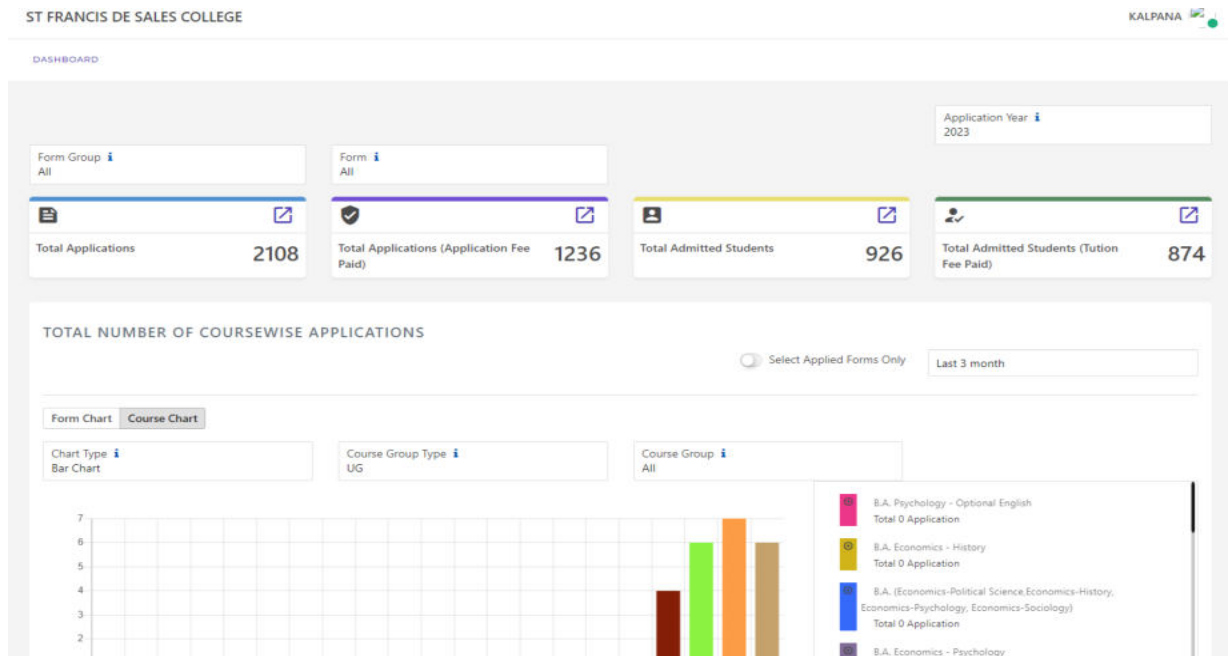 ST FRANCIS DE SALES COLLEGE
KALPANA
DASHBOARD
Application Year i
2023
Form Group i
All
Form i
All
Total Applications
2108
Total Applications (Application Fee
Paid)
1236
Total Admitted Students
926
Total Admitted Students (Tution
Fee Paid)
874
TOTAL NUMBER OF COURSEWISE APPLICATIONS
Select Applied Forms Only
Last 3 month
Form Chart
Course Chart
Chart Type i
Bar Chart
Course Group Type i
UG
Course Group i
All
7
6
5
4
3
2
B.A. Psychology - Optional English
Total 0 Application
B.A. Economics - History
Total 0 Application
B.A. (Economics-Political Science,Economics-History,
Economics-Psychology, Economics-Sociology)
Total 0 Application
B.A. Economics - Psychology